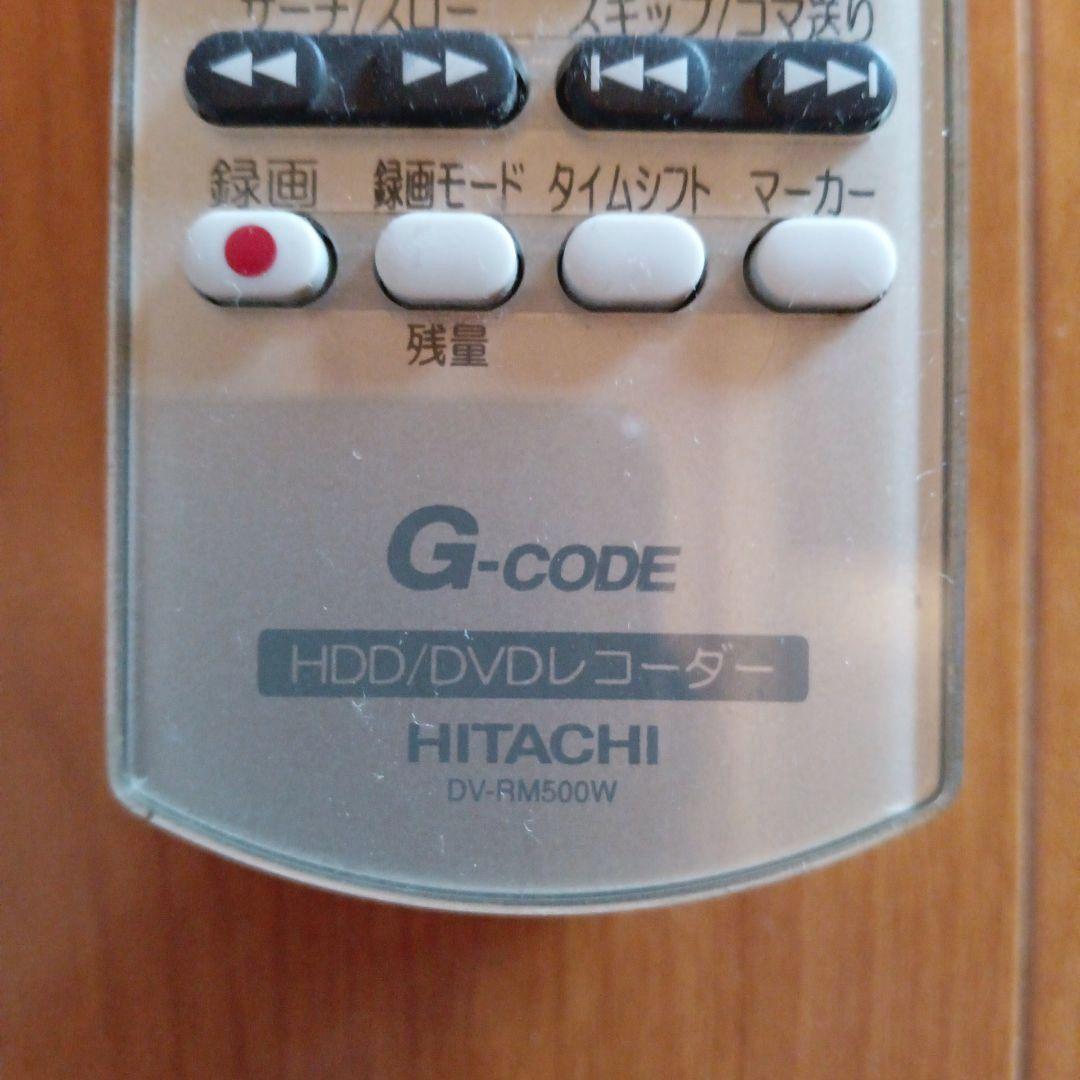 サーチ/スロー スキップ/コマ送り
録画 録画モード タイムシフト マーカー
残量
G-CODE
HDD/DVDレコーダー
HITACHI
DV-RM500W